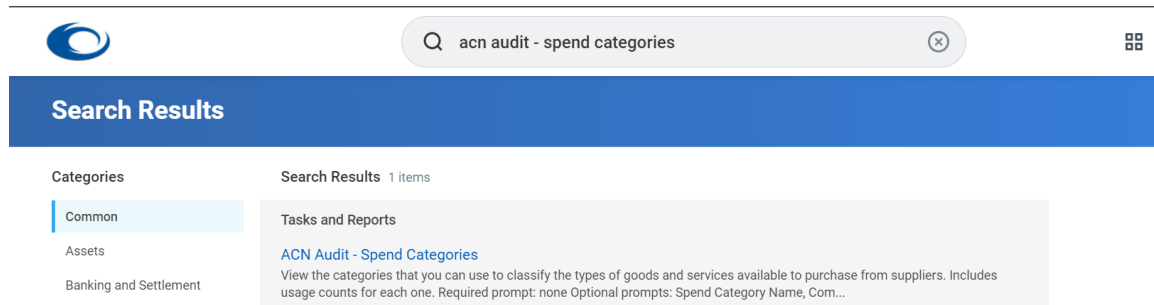 acn audit - spend categories
Search Results
Categories
Common
Assets
Banking and Settlement
Search Results 1 items
Tasks and Reports
ACN Audit - Spend Categories
View the categories that you can use to classify the types of goods and services available to purchase from suppliers. Includes
usage counts for each one. Required prompt: none Optional prompts: Spend Category Name, Com...